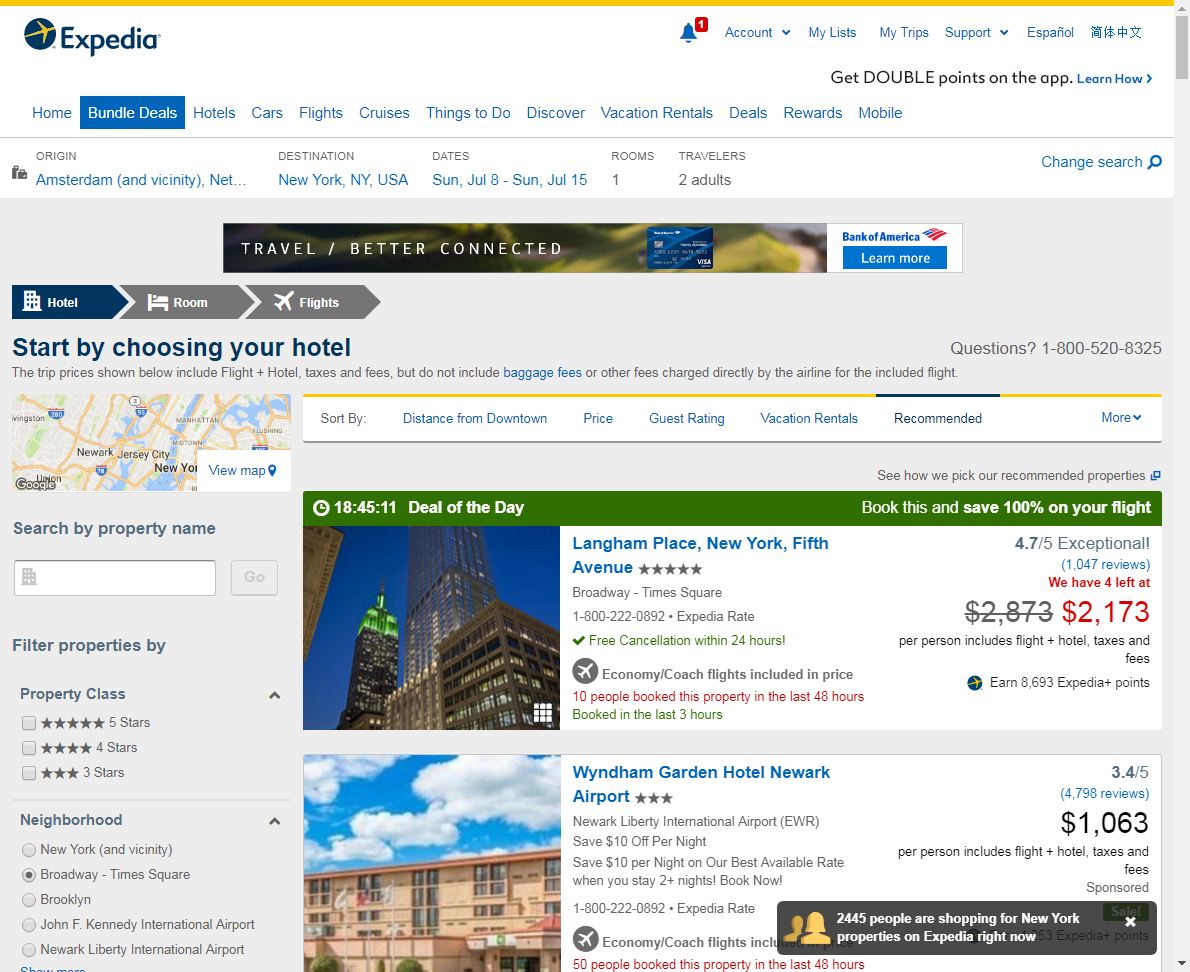 Expedia
1
Account
My Lists
My Trips
Support
Español
简体中文
Get DOUBLE points on the app. Learn How
Home
Bundle Deals
Hotels
Cars
Flights
Cruises
Things to Do
Discover
Vacation Rentals
Deals
Rewards
Mobile
ORIGIN
Amsterdam (and vicinity), Net...
DESTINATION
New York, NY, USA
DATES
Sun, Jul 8 - Sun, Jul 15
ROOMS
1
TRAVELERS
2 adults
Change search
TRAVEL / BETTER CONNECTED
VISA
Bank of America
Learn more
Hotel
Room
Flights
Start by choosing your hotel
Questions? 1-800-520-8325
The trip prices shown below include Flight + Hotel, taxes and fees, but do not include baggage fees or other fees charged directly by the airline for the included flight.
MANHATTAN
FLUSHING
MIDTOWN
Newark
Jersey City
View map
Google
Sort By:
Distance from Downtown
Price
Guest Rating
Vacation Rentals
Recommended
More
See how we pick our recommended properties
Search by property name
Go
Filter properties by
Property Class
5 Stars
4 Stars
3 Stars
Neighborhood
New York (and vicinity)
Broadway - Times Square
Brooklyn
John F. Kennedy International Airport
Newark Liberty International Airport
Show more
18:45:11 Deal of the Day
Book this and save 100% on your flight
Langham Place, New York, Fifth
Avenue ★★★★★
Broadway - Times Square
1-800-222-0892 • Expedia Rate
Free Cancellation within 24 hours!
Economy/Coach flights included in price
10 people booked this property in the last 48 hours
Booked in the last 3 hours
4.7/5 Exceptional!
(1,047 reviews)
We have 4 left at
$2,873 $2,173
per person includes flight + hotel, taxes and
fees
Earn 8,693 Expedia+ points
Wyndham Garden Hotel Newark
Airport ★★★
Newark Liberty International Airport (EWR)
Save $10 Off Per Night
Save $10 per Night on Our Best Available Rate
when you stay 2+ nights! Book Now!
1-800-222-0892 • Expedia Rate
Economy/Coach flights included in price
50 people booked this property in the last 48 hours
3.4/5
(4,798 reviews)
$1,063
per person includes flight + hotel, taxes and
fees
Sponsored
Sale!
Expedia+ points
2445 people are shopping for New York
properties on Expedia right now